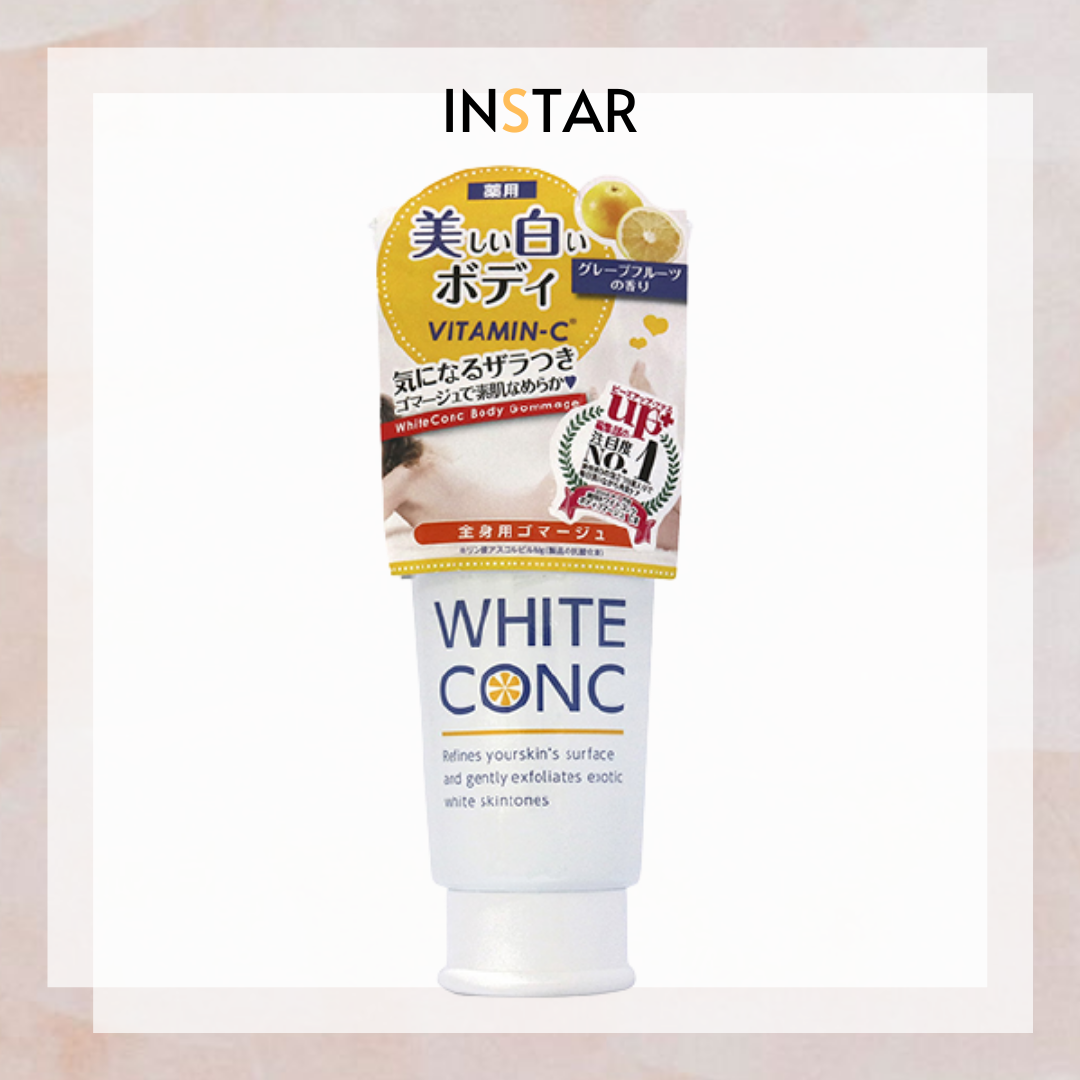 INSTAR
薬用
美しい白い
ボディ
グレープフルーツ
の香り
VITAMIN-C
気になるザラつき
ゴマージュで素肌なめらか♥
WhiteConc Body Gommage
up+
注目度
NO.1
全身用ゴマージュ
WHITE
CONC
Refines yourskin's surface
and gently exfoliates exotic
white skintones